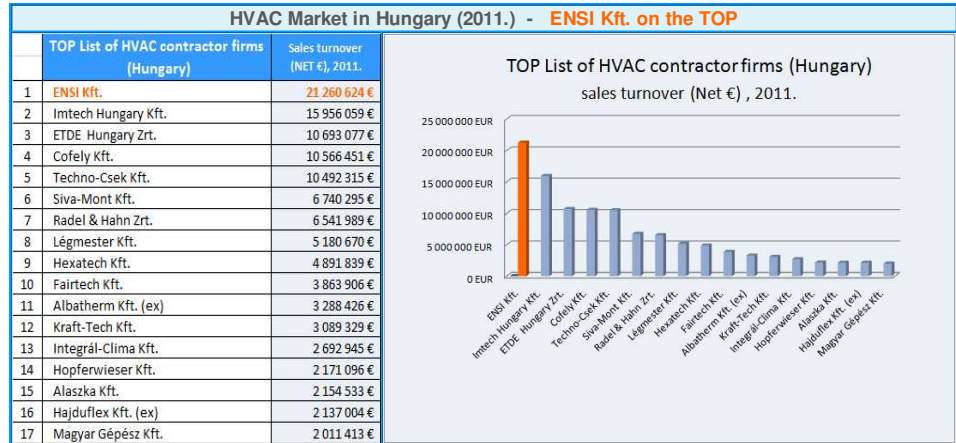 HVAC Market in Hungary (2011.) - ENSI Kft. on the TOP
TOP List of HVAC contractor firms (Hungary) Sales turnover (NET €), 2011.
1 ENSI Kft. 21 260 624 €
2 Imtech Hungary Kft. 15 956 059 €
3 ETDE Hungary Zrt. 10 693 077 €
4 Cofely Kft. 10 566 451 €
5 Techno-Csek Kft. 10 492 315 €
6 Siva-Mont Kft. 6 740 295 €
7 Radel & Hahn Zrt. 6 541 989 €
8 Légmester Kft. 5 180 670 €
9 Hexatech Kft. 4 891 839 €
10 Fairtech Kft. 3 863 906 €
11 Albatherm Kft. (ex) 3 288 426 €
12 Kraft-Tech Kft. 3 089 329 €
13 Integrál-Clima Kft. 2 692 945 €
14 Hopferwieser Kft. 2 171 096 €
15 Alaszka Kft. 2 154 533 €
16 Hajduflex Kft. (ex) 2 137 004 €
17 Magyar Gépész Kft. 2 011 413 €
TOP List of HVAC contractor firms (Hungary)
sales turnover (Net €) , 2011.
25 000 000 EUR
20 000 000 EUR
15 000 000 EUR
10 000 000 EUR
5 000 000 EUR
0 EUR
ENSI Kft.
Imtech Hungary Kft.
ETDE Hungary Zrt.
Cofely Kft.
Techno-Csek Kft.
Siva-Mont Kft.
Radel & Hahn Zrt.
Légmester Kft.
Hexatech Kft.
Fairtech Kft.
Albatherm Kft. (ex)
Kraft-Tech Kft.
Integrál-Clima Kft.
Hopferwieser Kft.
Alaszka Kft.
Hajduflex Kft. (ex)
Magyar Gépész Kft.